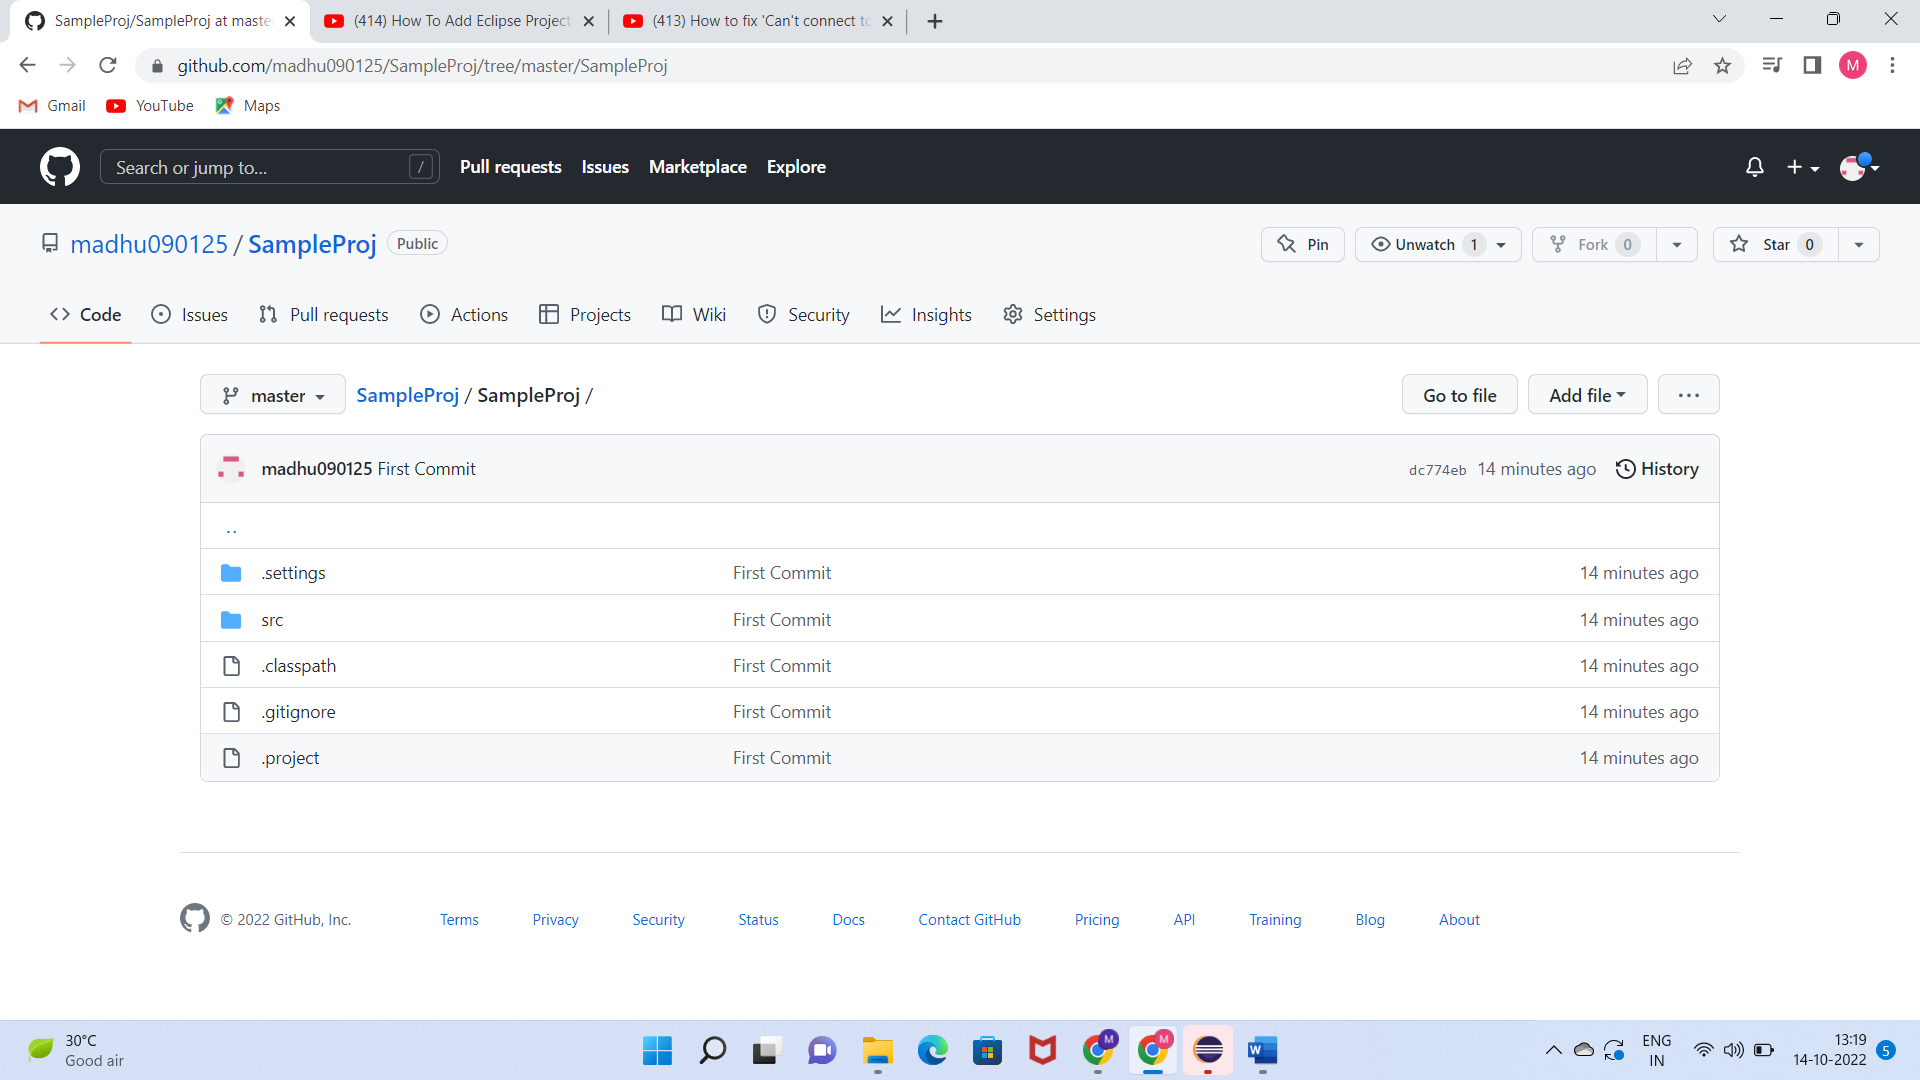 SampleProj/SampleProj at maste
(414) How To Add Eclipse Project
(413) How to fix 'Can't connect to
github.com/madhu090125/SampleProj/tree/master/SampleProj
M
Gmail
YouTube
Maps
Search or jump to...
/
Pull requests
Issues
Marketplace
Explore
madhu090125 / SampleProj
Public
Pin
Unwatch 1
Fork 0
Star 0
Code
Issues
Pull requests
Actions
Projects
Wiki
Security
Insights
Settings
master
SampleProj / SampleProj /
Go to file
Add file
madhu090125 First Commit
dc774eb 14 minutes ago
History
..
.settings First Commit 14 minutes ago
src First Commit 14 minutes ago
.classpath First Commit 14 minutes ago
.gitignore First Commit 14 minutes ago
.project First Commit 14 minutes ago
© 2022 GitHub, Inc.
Terms
Privacy
Security
Status
Docs
Contact GitHub
Pricing
API
Training
Blog
About
30°C
Good air
M
M
W
ENG
IN
13:19
14-10-2022
5